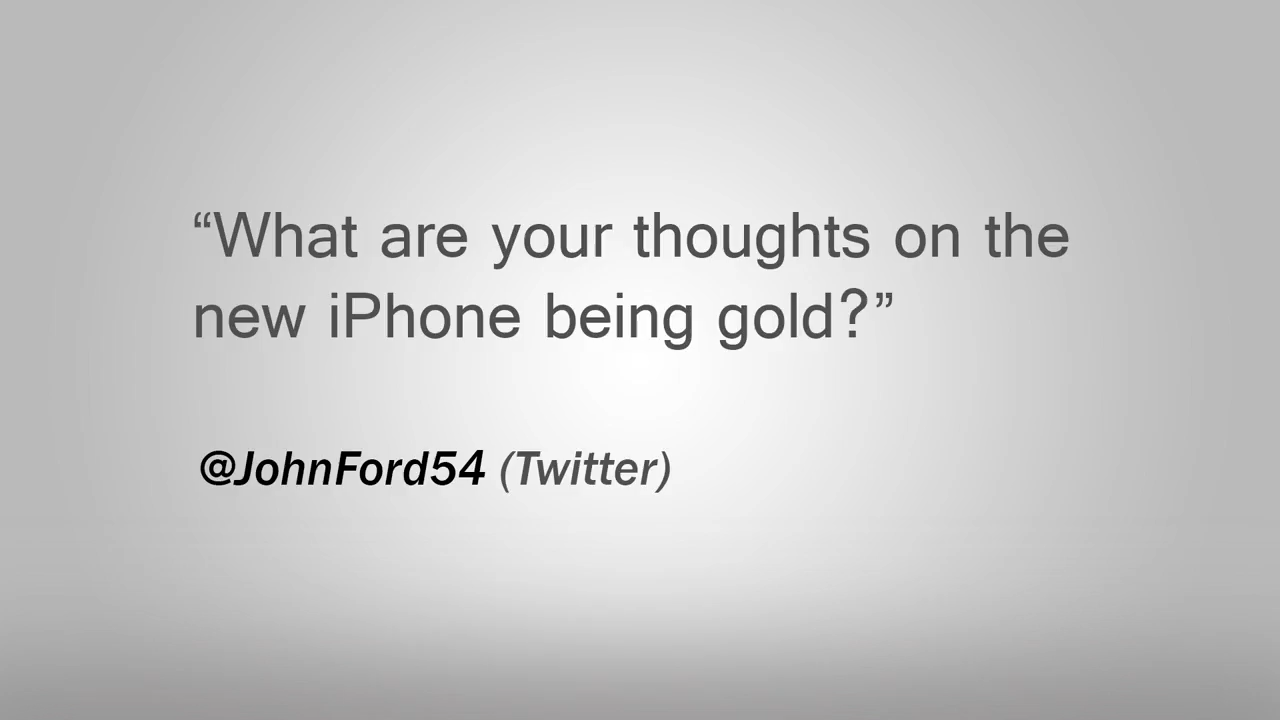 “What are your thoughts on the
new iPhone being gold?”
@JohnFord54 (Twitter)